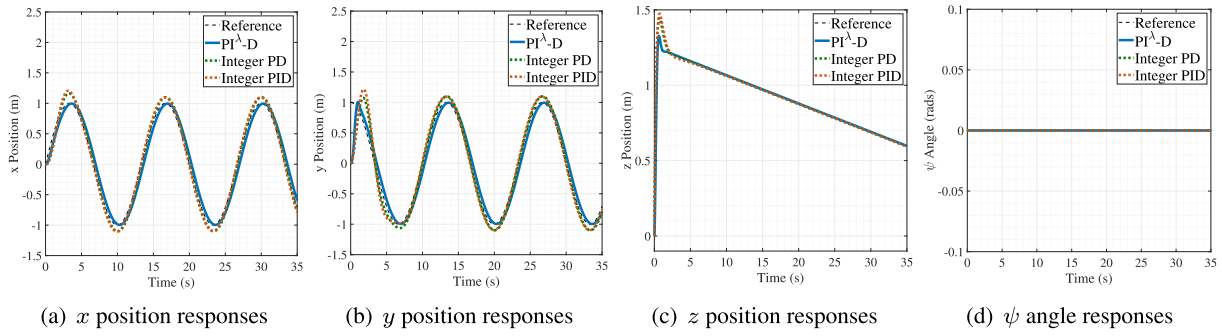 2.5
2
1.5
1
0.5
0
-0.5
-1
-1.5
x Position (m)
0 5 10 15 20 25 30 35
Time (s)
Reference
PI^λ-D
Integer PD
Integer PID
(a) x position responses
2.5
2
1.5
1
0.5
0
-0.5
-1
-1.5
y Position (m)
0 5 10 15 20 25 30 35
Time (s)
Reference
PI^λ-D
Integer PD
Integer PID
(b) y position responses
1.5
1
0.5
0
z Position (m)
0 5 10 15 20 25 30 35
Time (s)
Reference
PI^λ-D
Integer PD
Integer PID
(c) z position responses
0.1
0.05
0
-0.05
-0.1
ψ Angle (rads)
0 5 10 15 20 25 30 35
Time (s)
Reference
PI^λ-D
Integer PD
Integer PID
(d) ψ angle responses